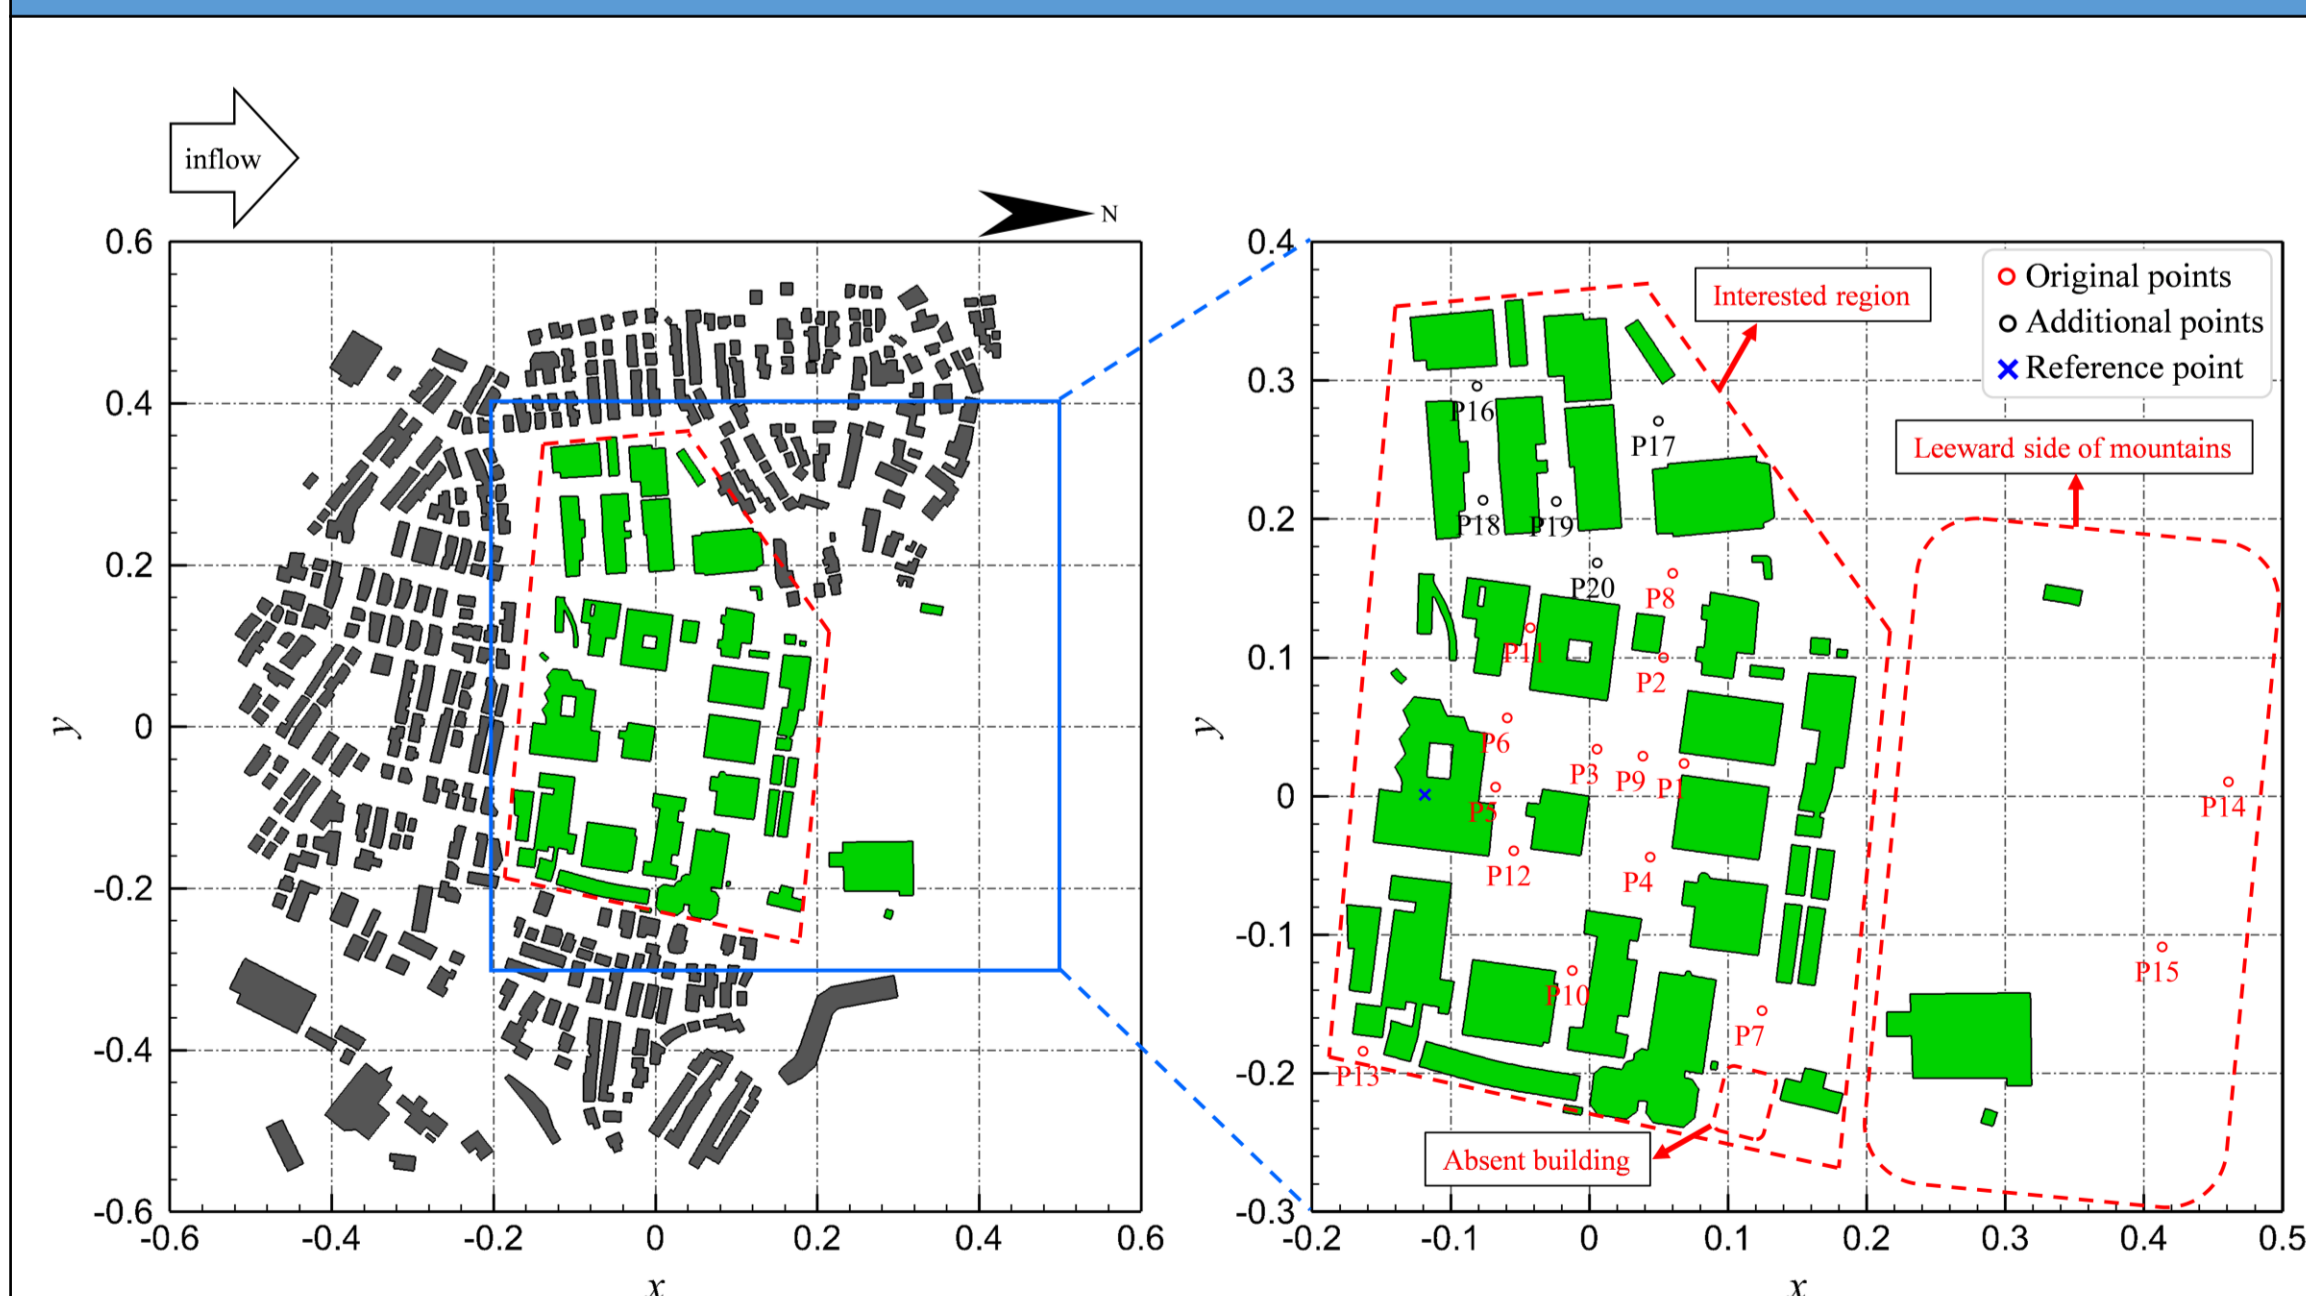 inflow
N
0.6
0.4
0.2
0
-0.2
-0.4
-0.6
y
-0.6
-0.4
-0.2
0
0.2
0.4
0.6
x
0.4
0.3
0.2
0.1
0
-0.1
-0.2
-0.3
y
-0.2
-0.1
0
0.1
0.2
0.3
0.4
0.5
x
Original points
Additional points
Reference point
Interested region
Leeward side of mountains
Absent building
P16
P17
P18
P19
P20
P8
P11
P2
P6
P3
P9
P1
P5
P14
P12
P4
P15
P10
P7
P13